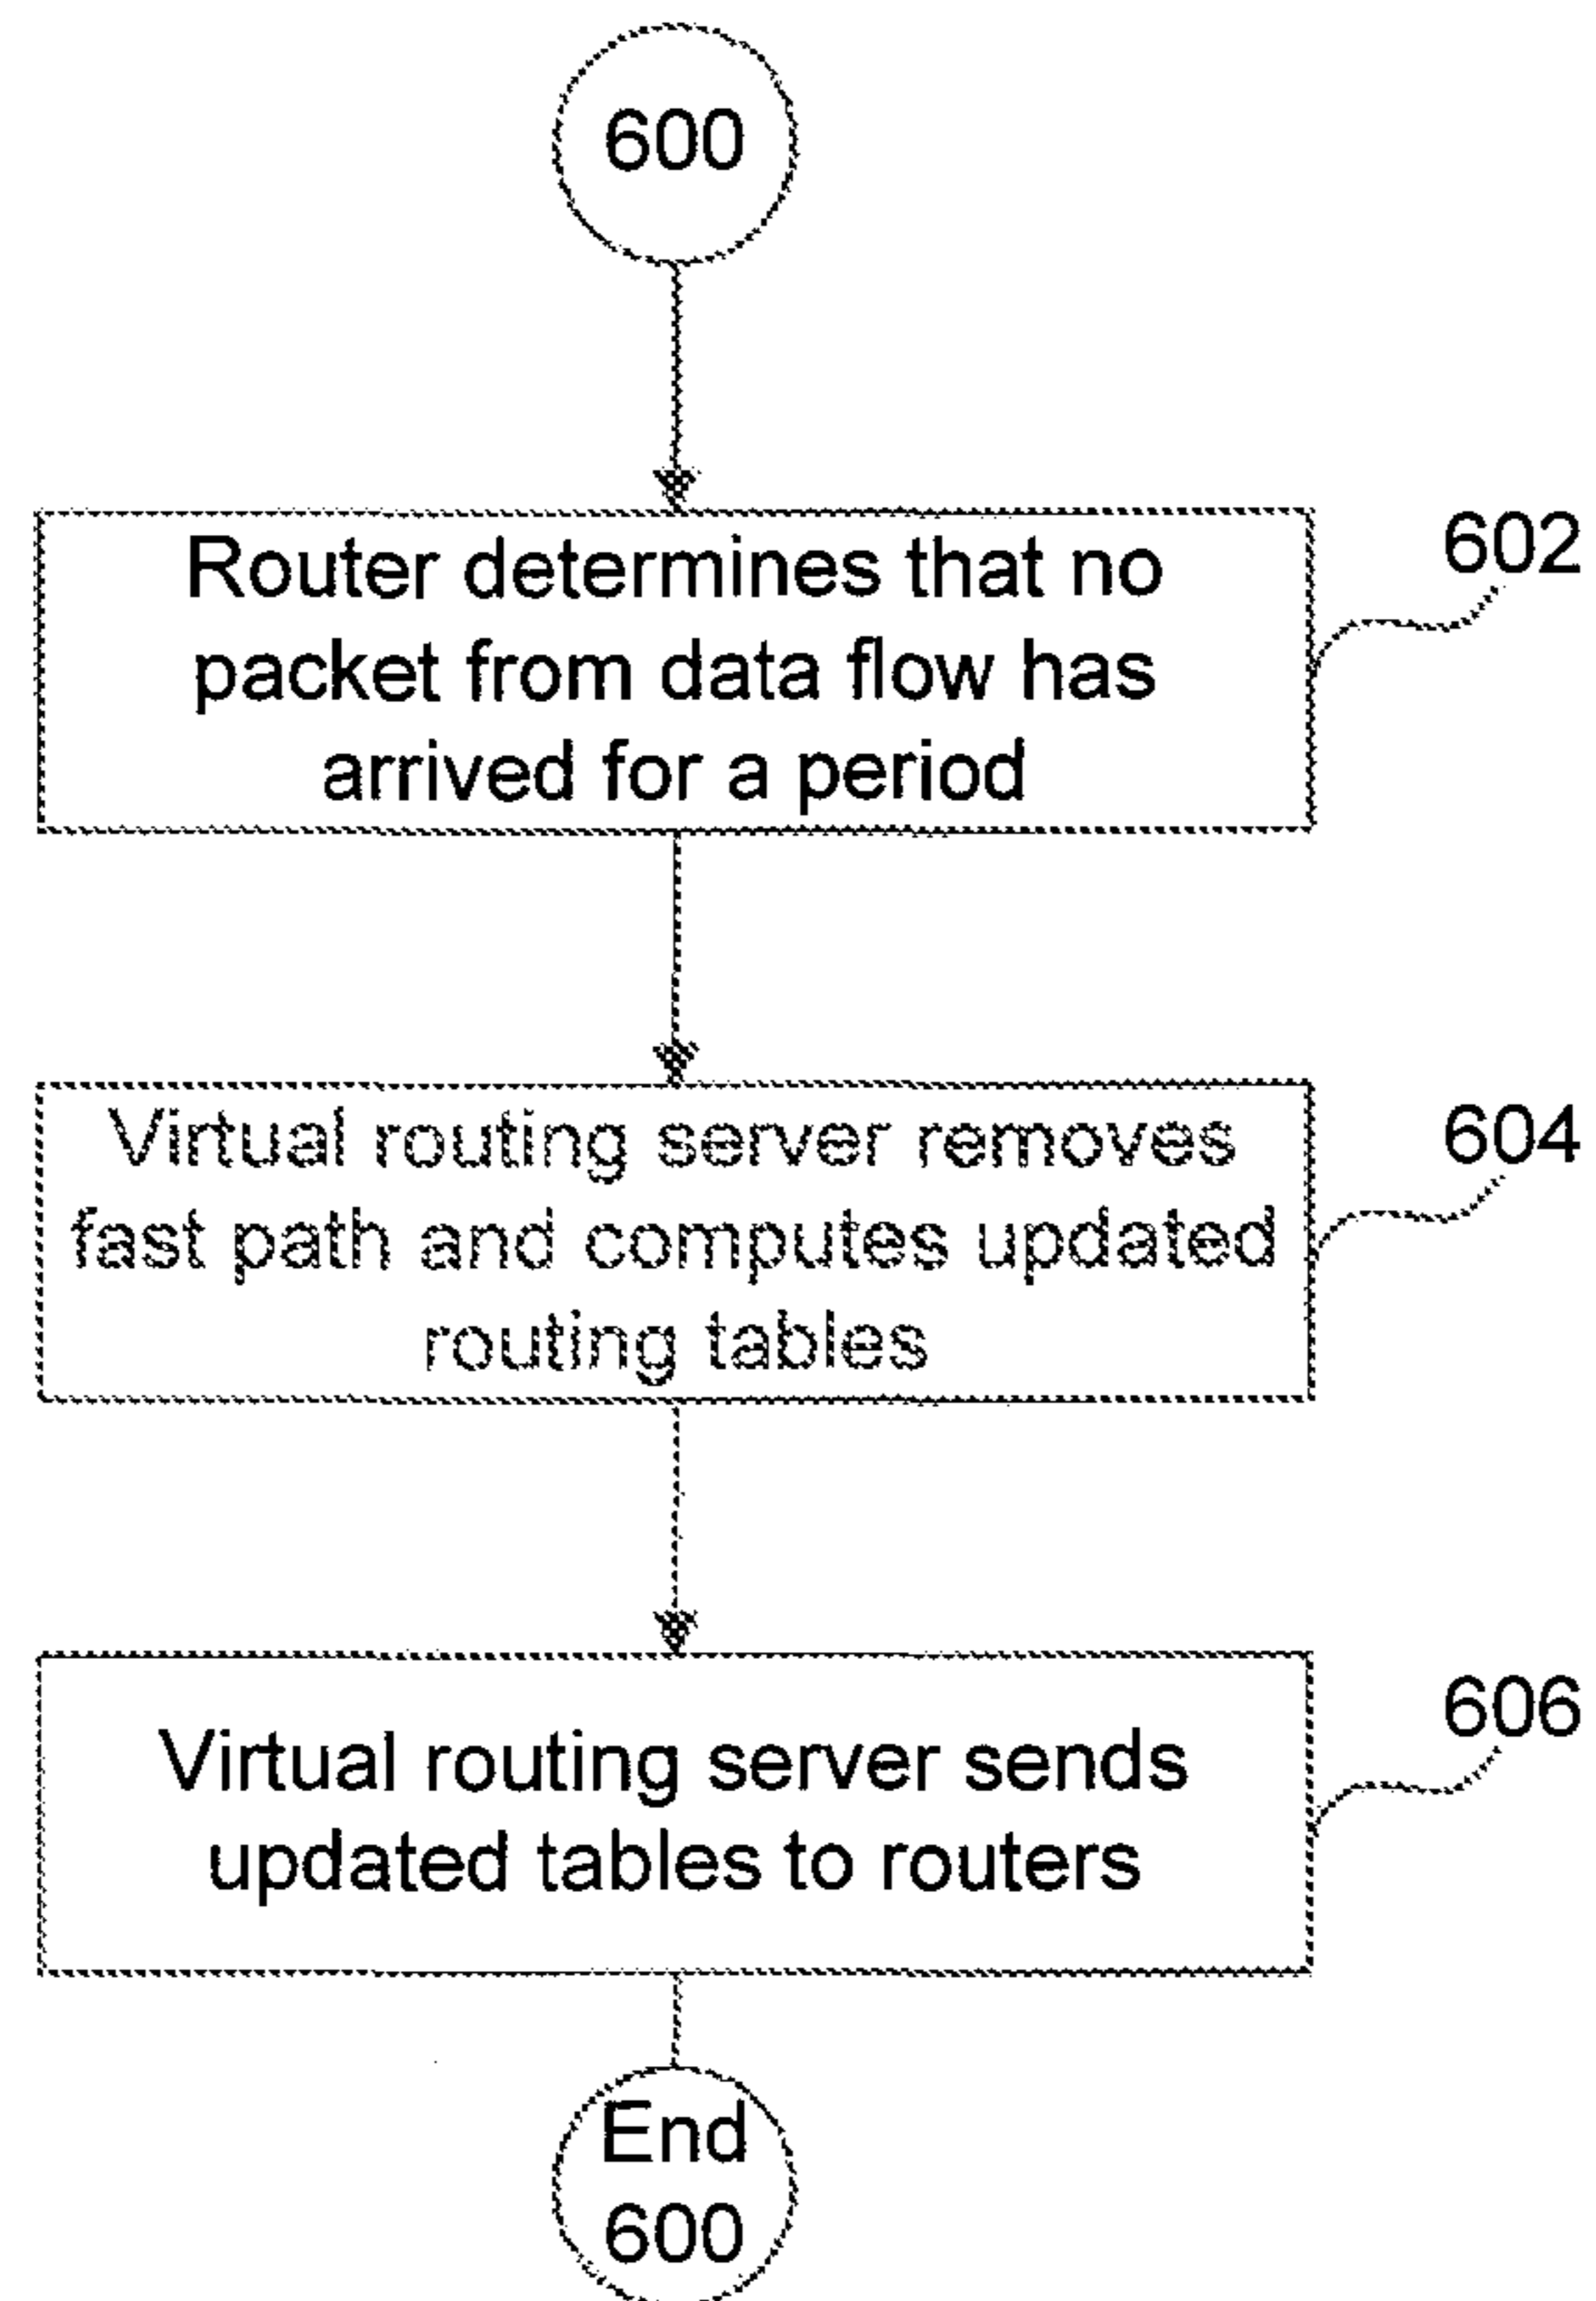 600
Router determines that no
packet from data flow has
arrived for a period
602
Virtual routing server removes
fast path and computes updated
routing tables
604
Virtual routing server sends
updated tables to routers
606
End
600